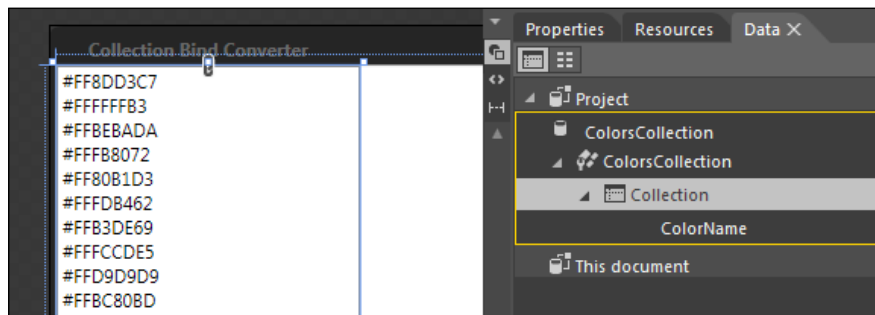 Collection Bind Converter
#FF8DD3C7
#FFFFFFB3
#FFBEBADA
#FFFB8072
#FF80B1D3
#FFFDB462
#FFB3DE69
#FFFCCDE5
#FFD9D9D9
#FFBC80BD
Properties Resources Data
Project
ColorsCollection
ColorsCollection
Collection
ColorName
This document